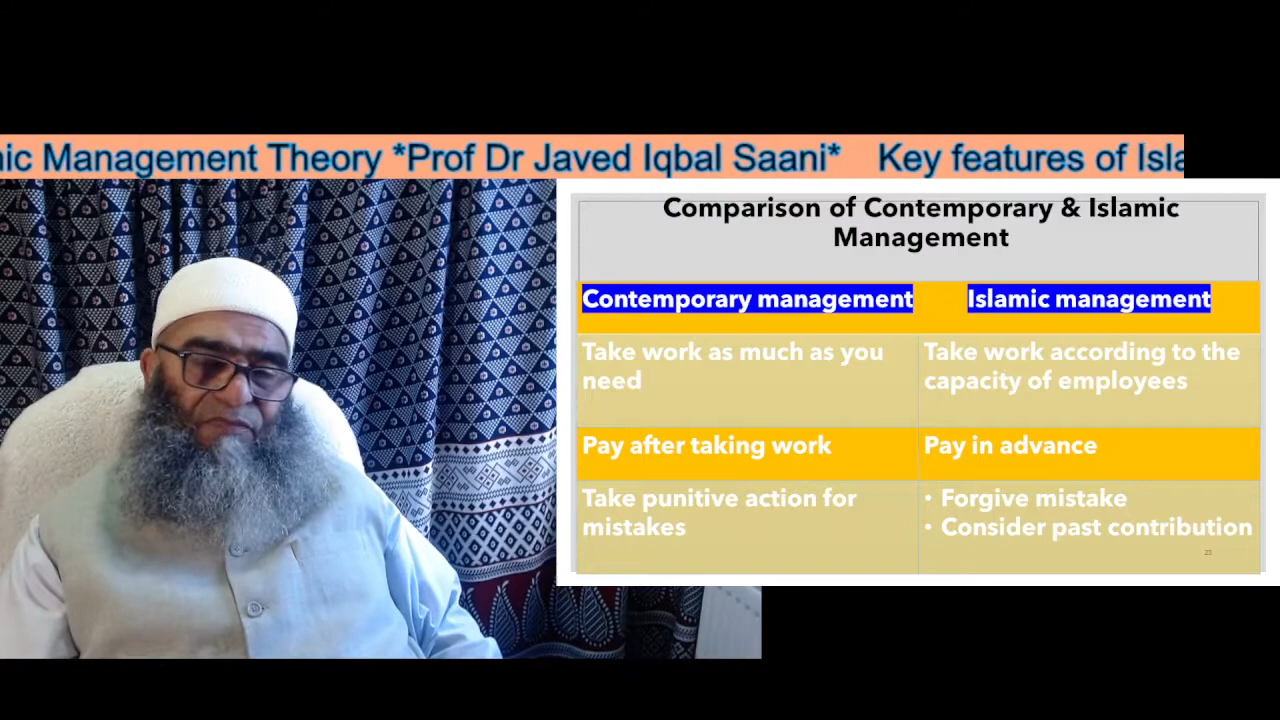 ic Management Theory *Prof Dr Javed Iqbal Saani* Key features of Isla
Comparison of Contemporary & Islamic
Management
Contemporary management Islamic management
Take work as much as you
need
Take work according to the
capacity of employees
Pay after taking work
Pay in advance
Take punitive action for
mistakes
• Forgive mistake
• Consider past contribution